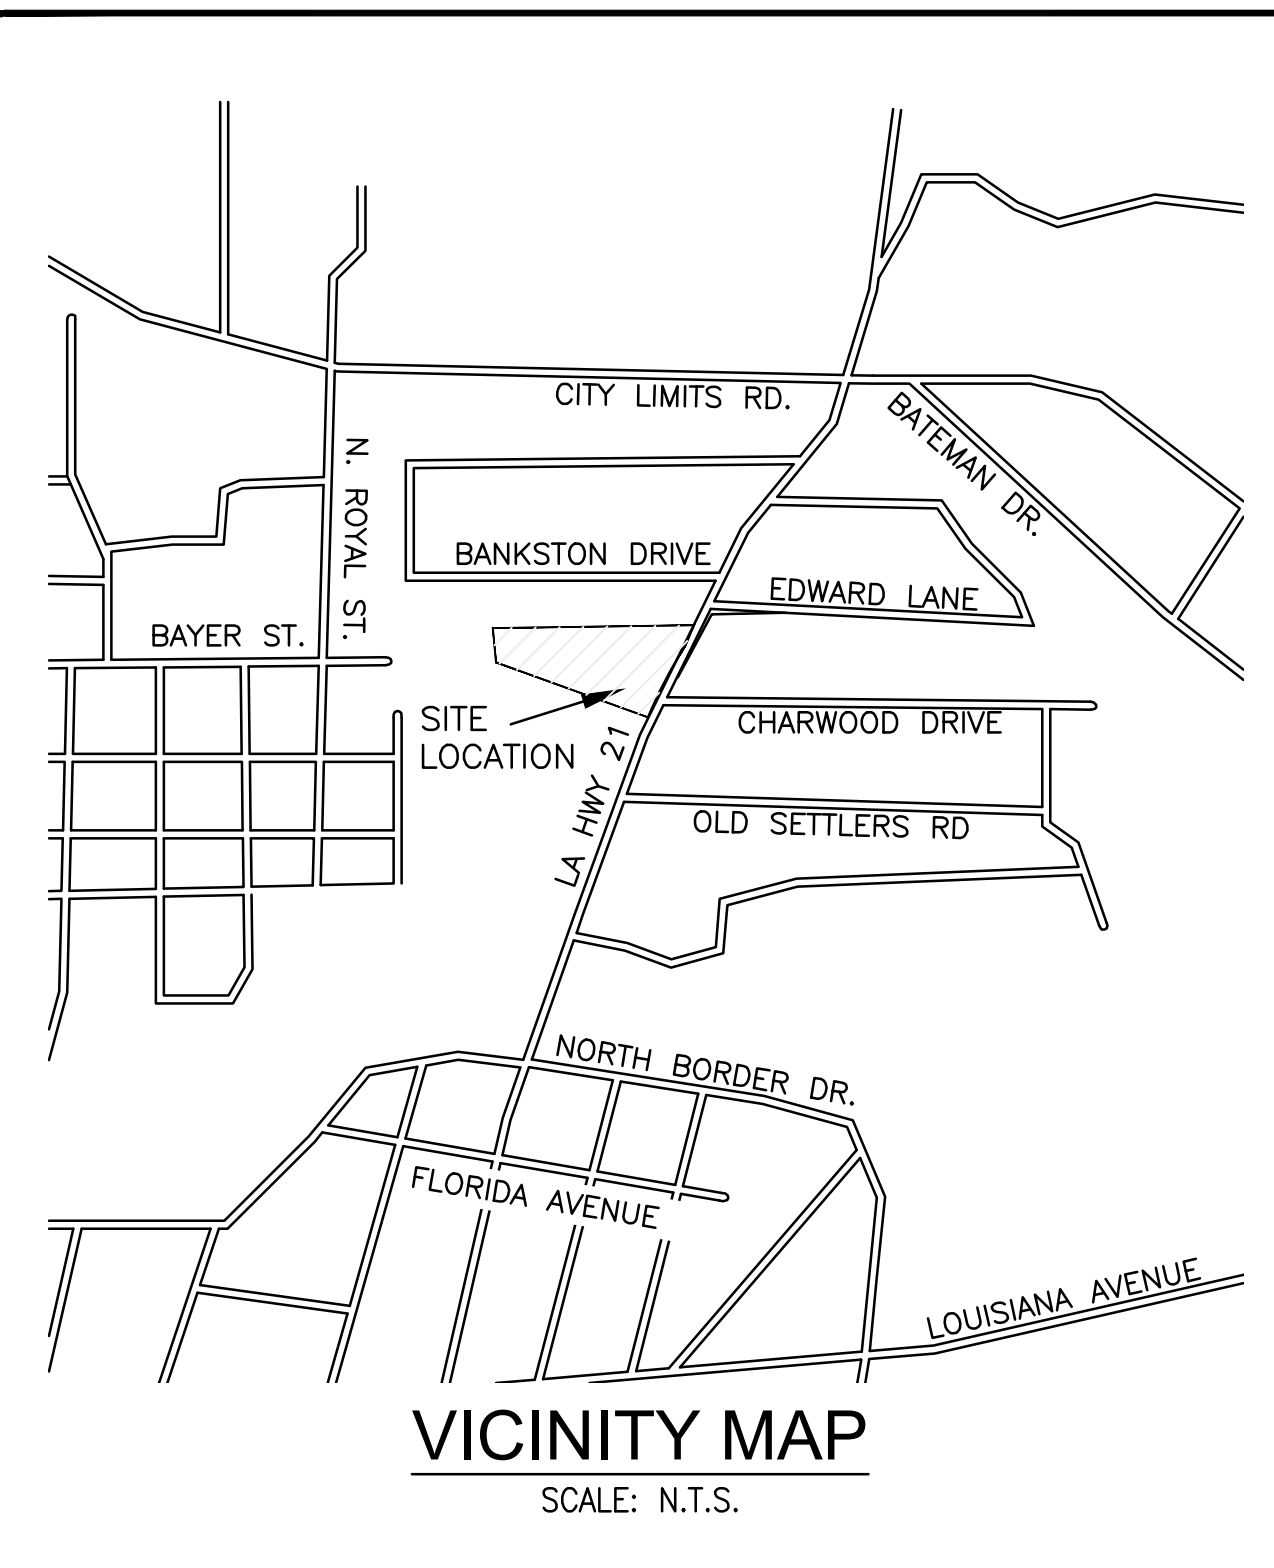 CITY LIMITS RD.
BATEMAN DR.
N. ROYAL ST.
BANKSTON DRIVE
EDWARD LANE
BAYER ST.
SITE
LOCATION
CHARWOOD DRIVE
LA HWY 21
OLD SETTLERS RD
NORTH BORDER DR.
FLORIDA AVENUE
LOUISIANA AVENUE
VICINITY MAP
SCALE: N.T.S.